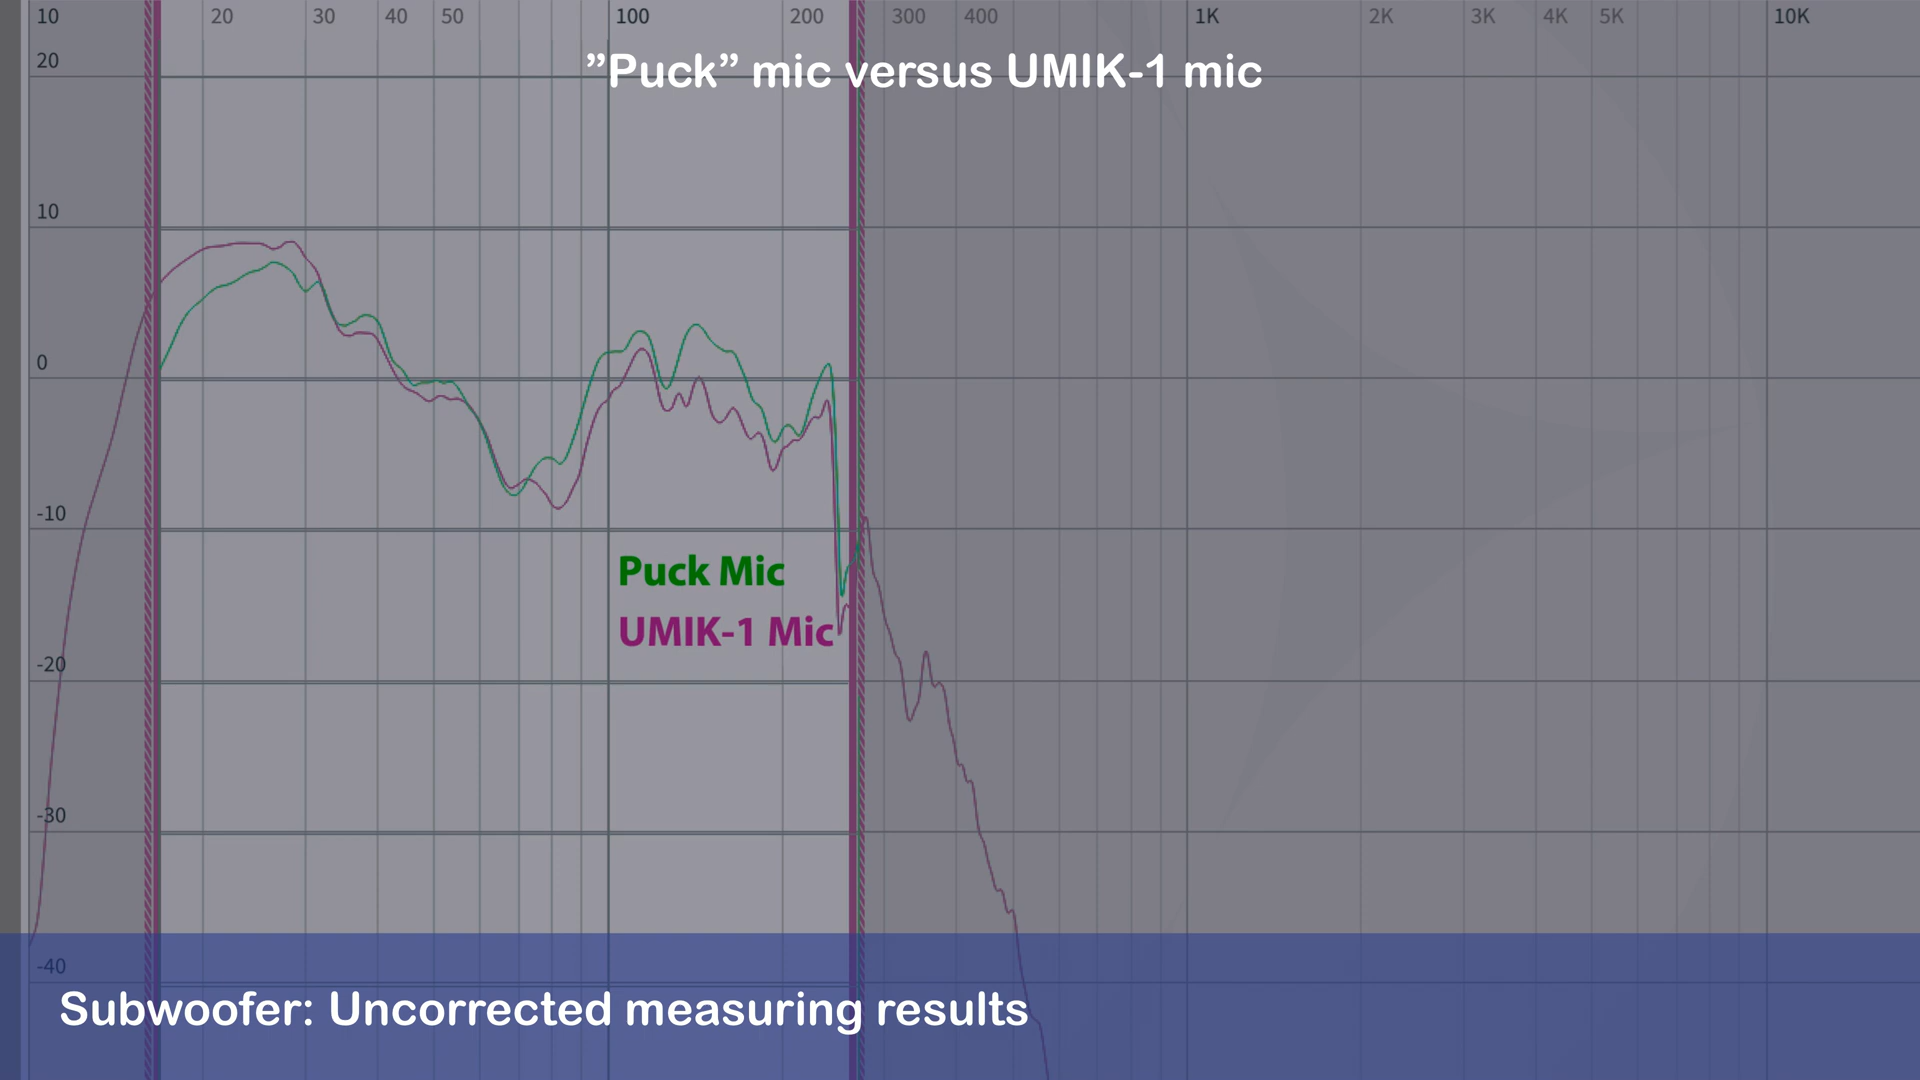 10 20 30 40 50 100 200 300 400 1K 2K 3K 4K 5K 10K
20
”Puck” mic versus UMIK-1 mic
10
0
-10
Puck Mic
UMIK-1 Mic
-20
-30
-40
Subwoofer: Uncorrected measuring results